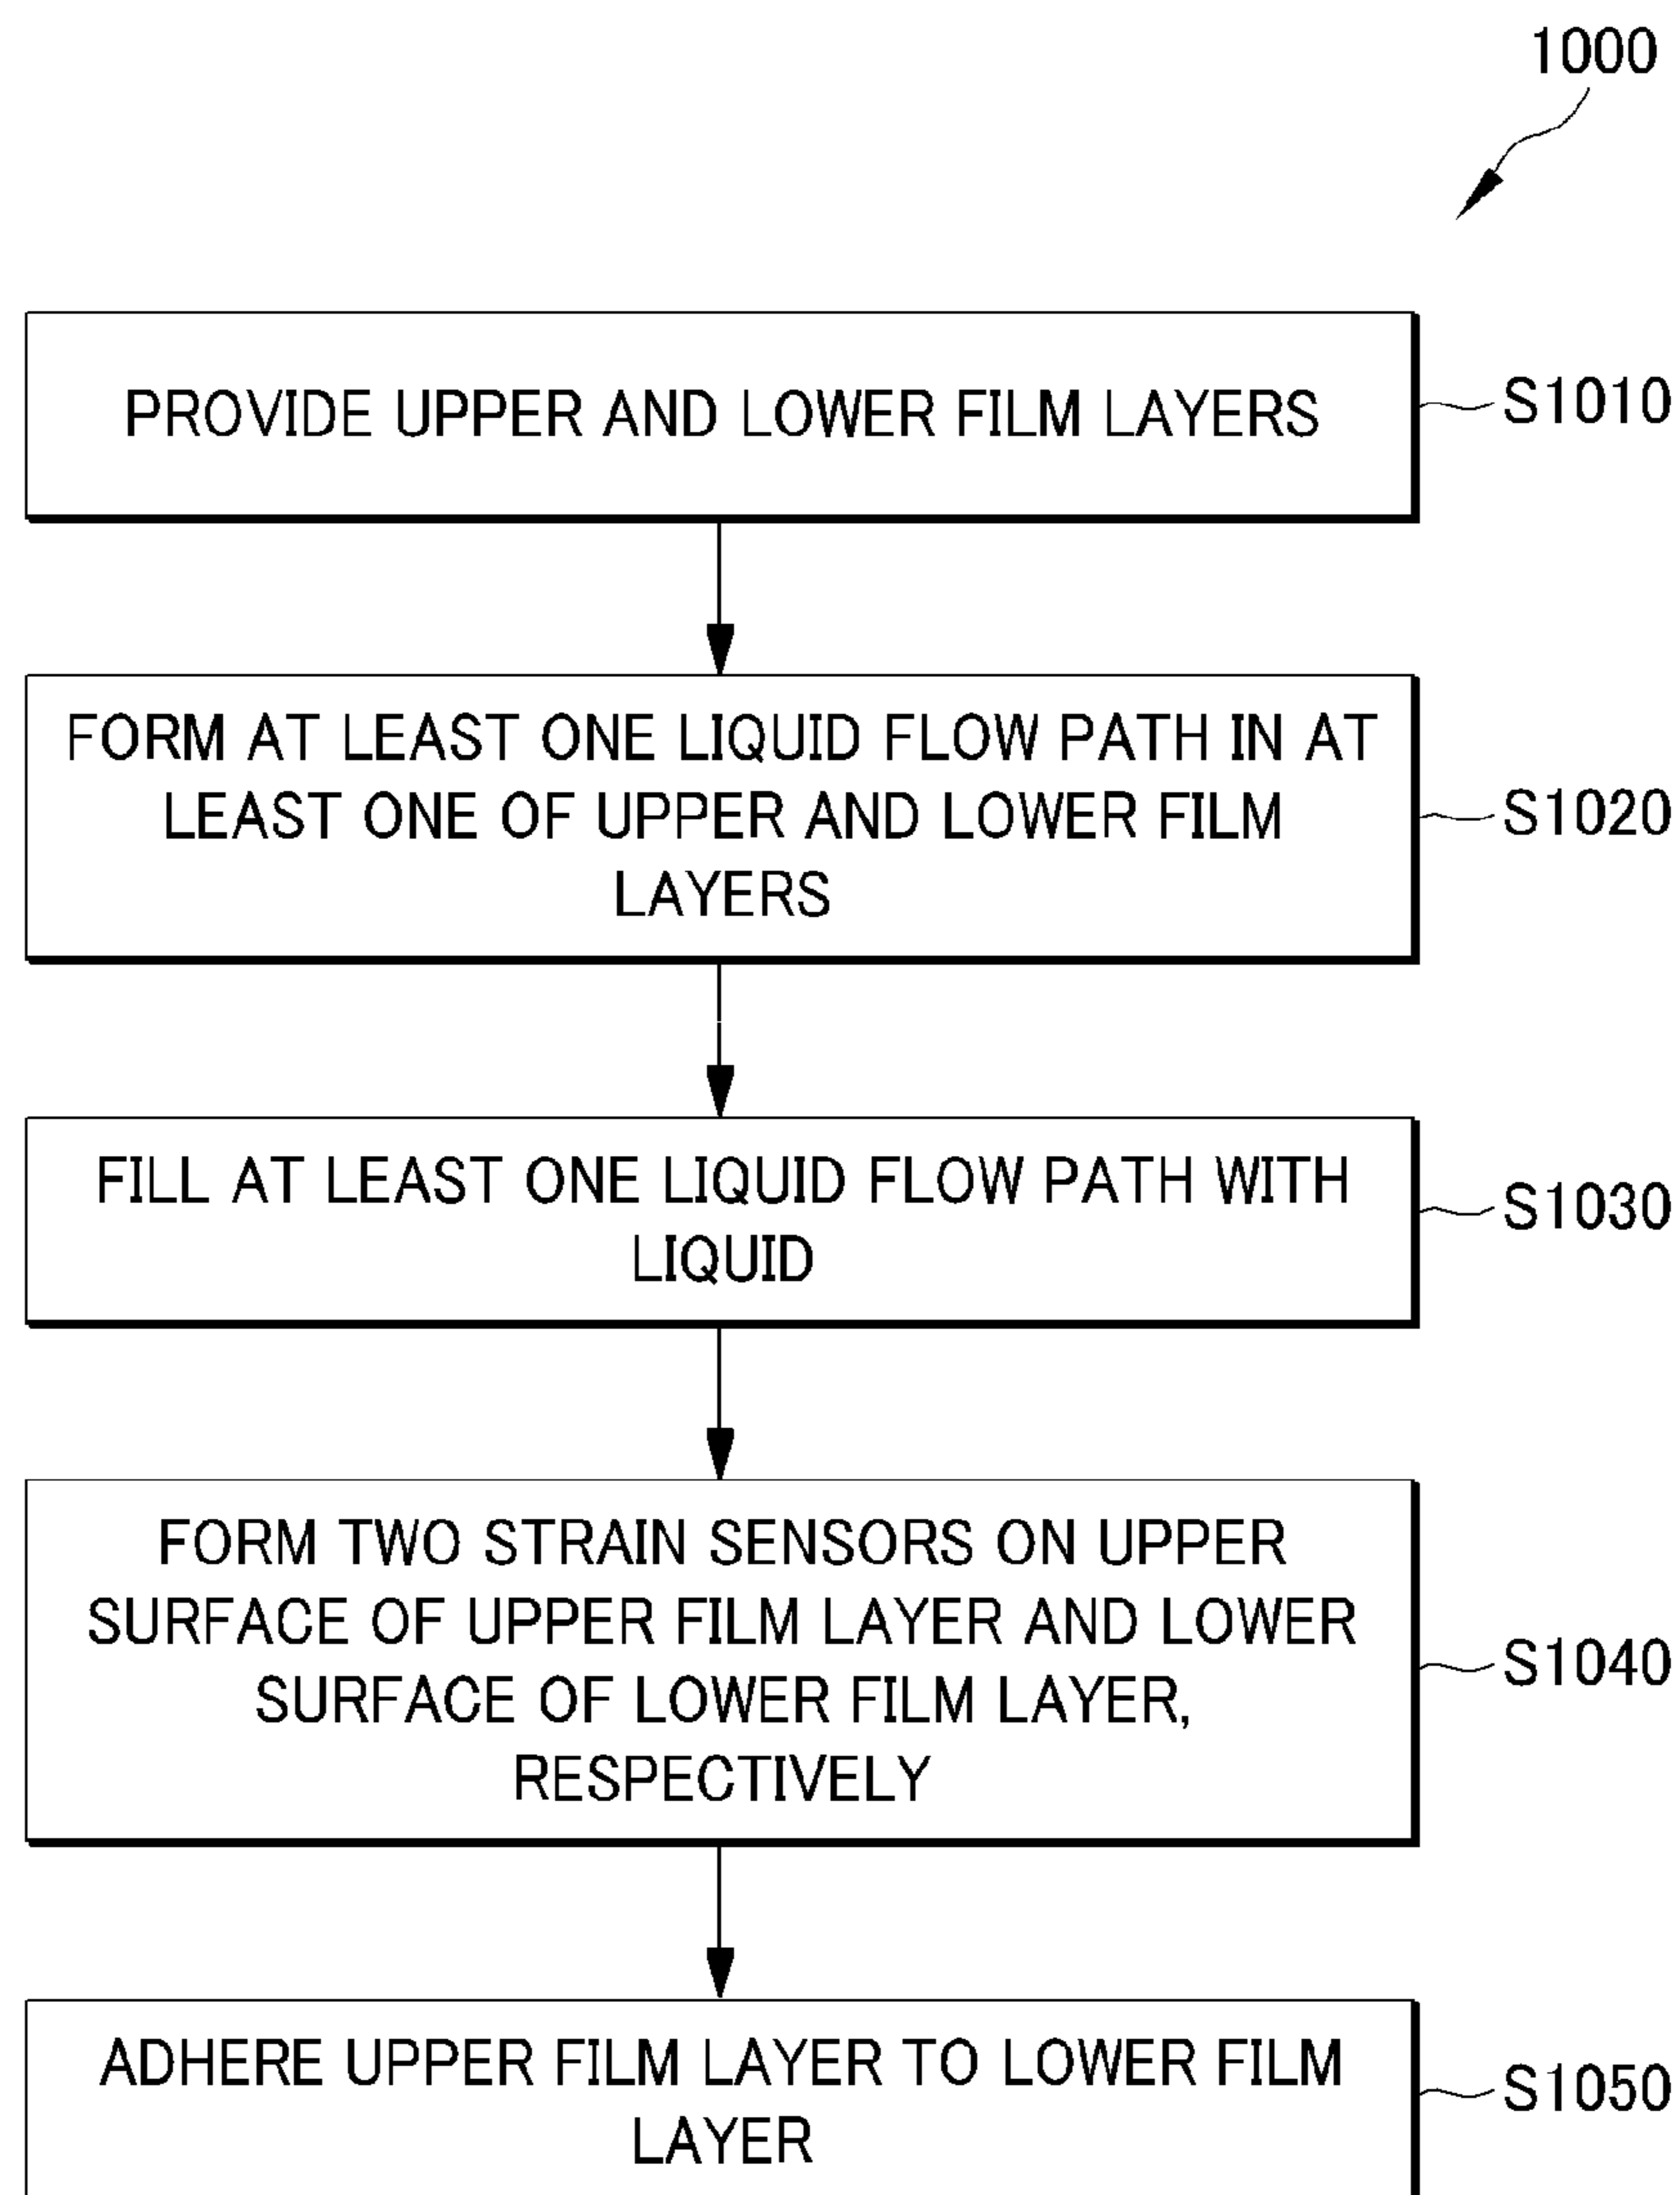 1000
PROVIDE UPPER AND LOWER FILM LAYERS
S1010
FORM AT LEAST ONE LIQUID FLOW PATH IN AT
LEAST ONE OF UPPER AND LOWER FILM
LAYERS
S1020
FILL AT LEAST ONE LIQUID FLOW PATH WITH
LIQUID
S1030
FORM TWO STRAIN SENSORS ON UPPER
SURFACE OF UPPER FILM LAYER AND LOWER
SURFACE OF LOWER FILM LAYER,
RESPECTIVELY
S1040
ADHERE UPPER FILM LAYER TO LOWER FILM
LAYER
S1050